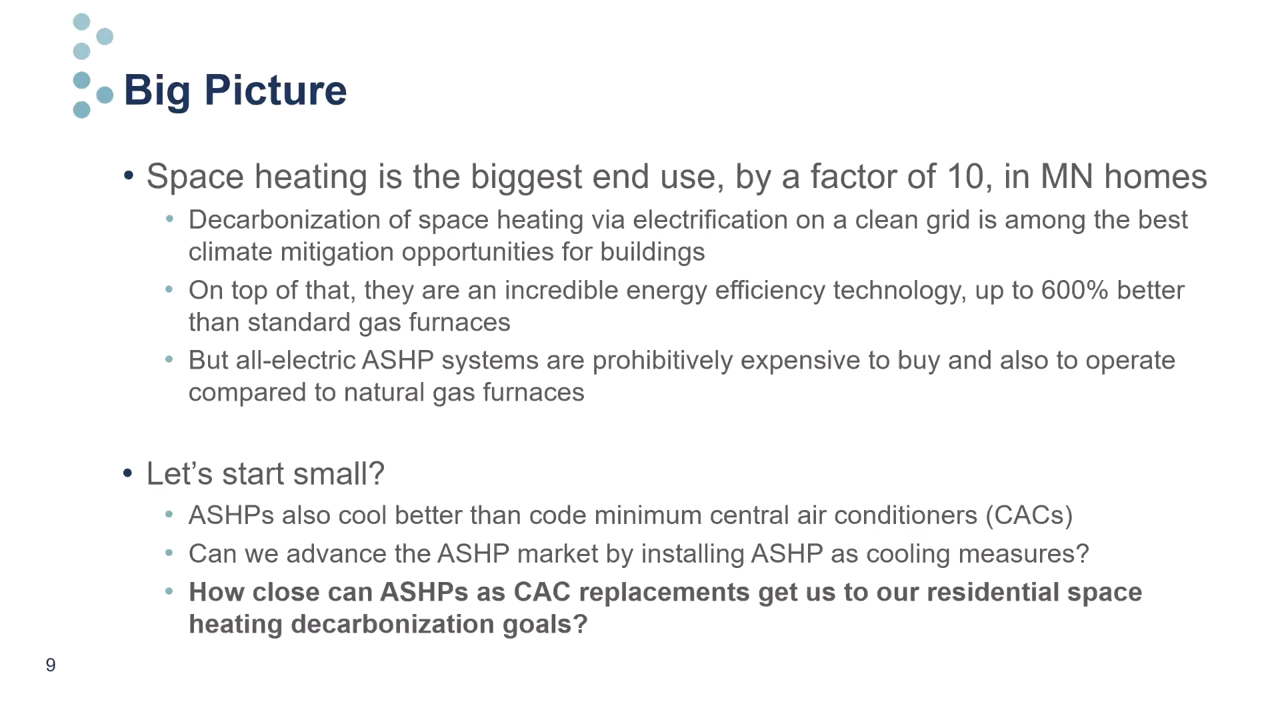 Big Picture
• Space heating is the biggest end use, by a factor of 10, in MN homes
• Decarbonization of space heating via electrification on a clean grid is among the best
climate mitigation opportunities for buildings
• On top of that, they are an incredible energy efficiency technology, up to 600% better
than standard gas furnaces
• But all-electric ASHP systems are prohibitively expensive to buy and also to operate
compared to natural gas furnaces
• Let’s start small?
• ASHPs also cool better than code minimum central air conditioners (CACs)
• Can we advance the ASHP market by installing ASHP as cooling measures?
• How close can ASHPs as CAC replacements get us to our residential space
heating decarbonization goals?
9